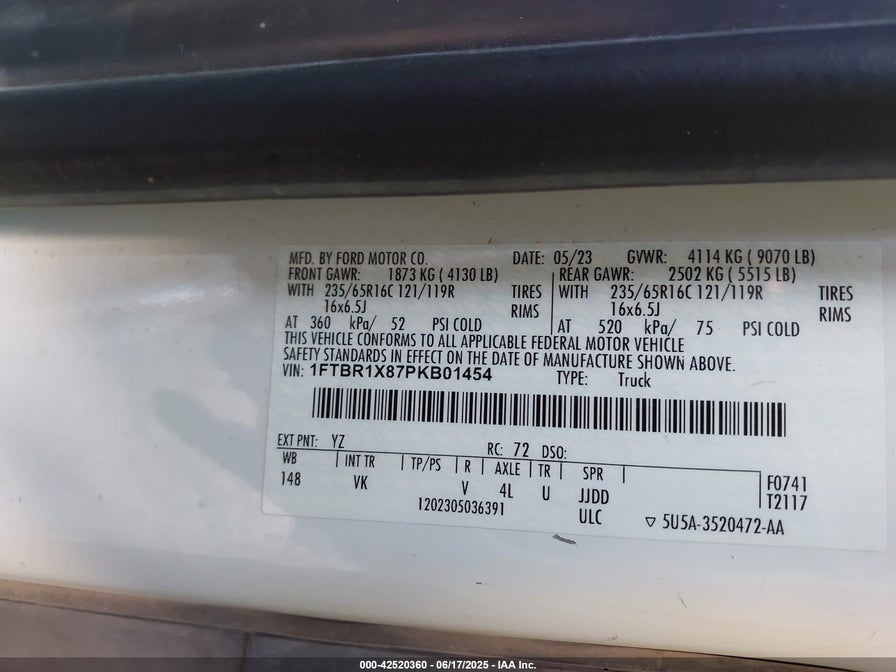 MFD. BY FORD MOTOR CO. DATE: 05/23 GVWR: 4114 KG ( 9070 LB)
FRONT GAWR: 1873 KG ( 4130 LB) REAR GAWR: 2502 KG ( 5515 LB)
WITH 235/65R16C 121/119R TIRES WITH 235/65R16C 121/119R TIRES
16x6.5J RIMS 16x6.5J RIMS
AT 360 kPa/ 52 PSI COLD AT 520 kPa/ 75 PSI COLD
THIS VEHICLE CONFORMS TO ALL APPLICABLE FEDERAL MOTOR VEHICLE
SAFETY STANDARDS IN EFFECT ON THE DATE OF MANUFACTURE SHOWN ABOVE.
VIN: 1FTBR1X87PKB01454 TYPE: Truck
EXT PNT: YZ RC: 72 DSO:
WB INT TR TP/PS R AXLE TR SPR F0741
148 VK V 4L U JJDD T2117
1202305036391 ULC ▽ 5U5A-3520472-AA
000-42520360 - 06/17/2025 - IAA Inc.